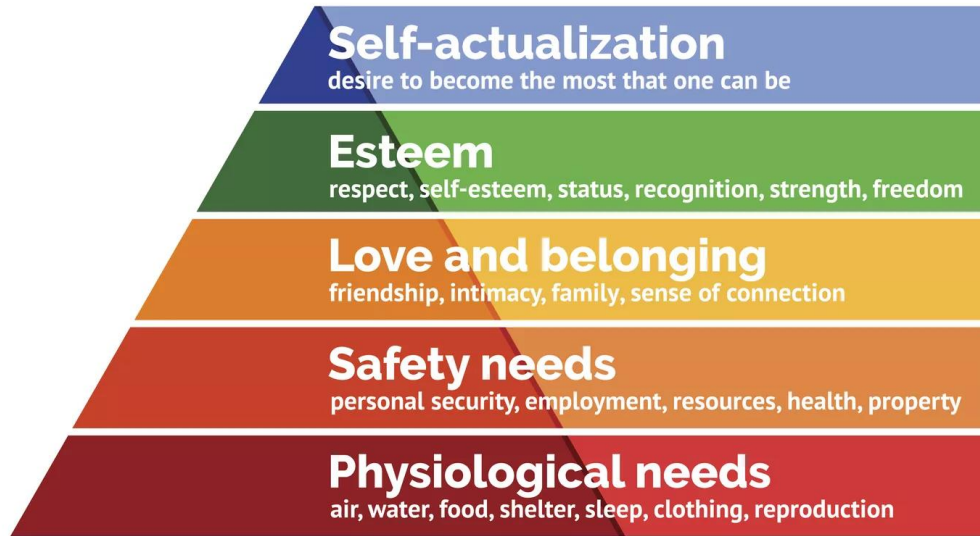 Self-actualization
desire to become the most that one can be
Esteem
respect, self-esteem, status, recognition, strength, freedom
Love and belonging
friendship, intimacy, family, sense of connection
Safety needs
personal security, employment, resources, health, property
Physiological needs
air, water, food, shelter, sleep, clothing, reproduction